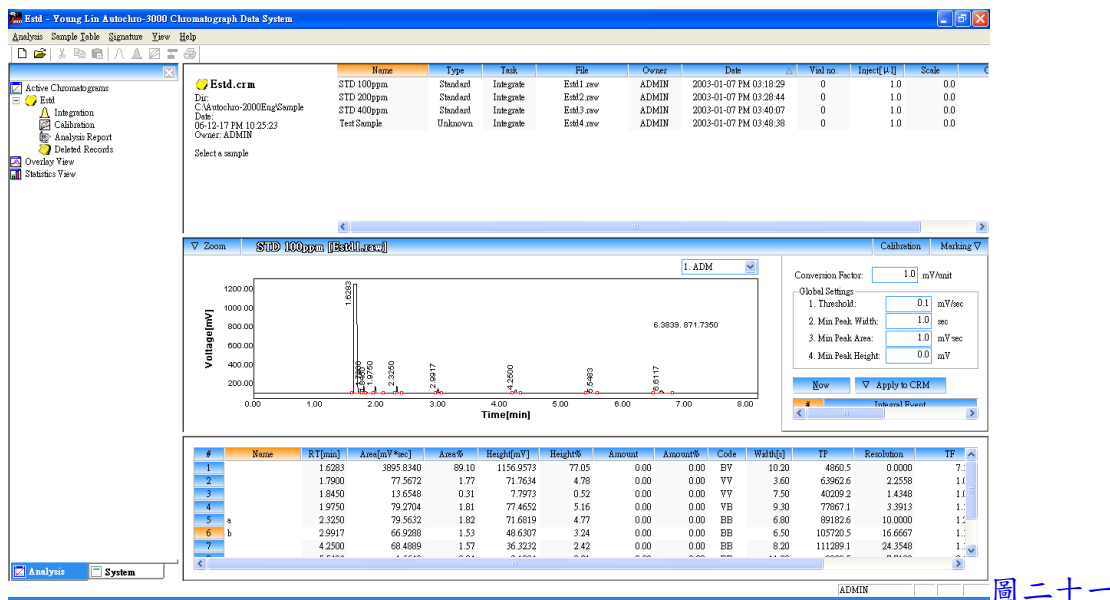 Estd - Young Lin Autochro-3000 Chromatograph Data System
Analysis Sample Table Signature View Help
Active Chromatograms
Estd
Integration
Calibration
Analysis Report
Deleted Records
Overlay View
Statistics View
Estd.crm
Dir:
C:\Autochro-2000Eng\Sample
Date:
06-12-17 PM 10:25:23
Owner: ADMIN
Select a sample
Name Type Task File Owner Date Vial no. Inject[μl] Scale
STD 100ppm Standard Integrate Estd1.raw ADMIN 2003-01-07 PM 03:18:29 0 1.0 0.0
STD 200ppm Standard Integrate Estd2.raw ADMIN 2003-01-07 PM 03:28:44 0 1.0 0.0
STD 400ppm Standard Integrate Estd3.raw ADMIN 2003-01-07 PM 03:40:07 0 1.0 0.0
Test Sample Unknown Integrate Estd4.raw ADMIN 2003-01-07 PM 03:48:38 0 1.0 0.0
▽ Zoom STD 100ppm [Estd1.raw] Calibration Marking ▽
1. ADM
Voltage[mV]
1200.00
1000.00
800.00
600.00
400.00
200.00
1.6283
1.9750
2.3250
2.9917
4.2500
5.5483
6.6117
6.3839. 871.7350
0.00 1.00 2.00 3.00 4.00 5.00 6.00 7.00 8.00
Time[min]
Conversion Factor: 1.0 mV/unit
Global Settings
1. Threshold: 0.1 mV/sec
2. Min Peak Width: 1.0 sec
3. Min Peak Area: 1.0 mV·sec
4. Min Peak Height: 0.0 mV
Now ▽ Apply to CRM
# Integral Event
# Name RT[min] Area[mV*sec] Area% Height[mV] Height% Amount Amount% Code Width[s] TP Resolution TF
1 1.6283 3895.8340 89.10 1156.9573 77.05 0.00 0.00 BV 10.20 4860.5 0.0000
2 1.7900 77.5672 1.77 71.7634 4.78 0.00 0.00 VV 3.60 63962.6 2.2558
3 1.8450 13.6548 0.31 7.7973 0.52 0.00 0.00 VV 7.50 40209.2 1.4348
4 1.9750 79.2704 1.81 77.4652 5.16 0.00 0.00 VB 9.30 77867.1 3.3913
5 a 2.3250 79.5632 1.82 71.6819 4.77 0.00 0.00 BB 6.80 89182.6 10.0000
6 b 2.9917 66.9288 1.53 48.6307 3.24 0.00 0.00 BB 6.50 105720.5 16.6667
7 4.2500 68.4889 1.57 36.3232 2.42 0.00 0.00 BB 8.20 111289.1 24.3548
Analysis System
ADMIN
圖二十一